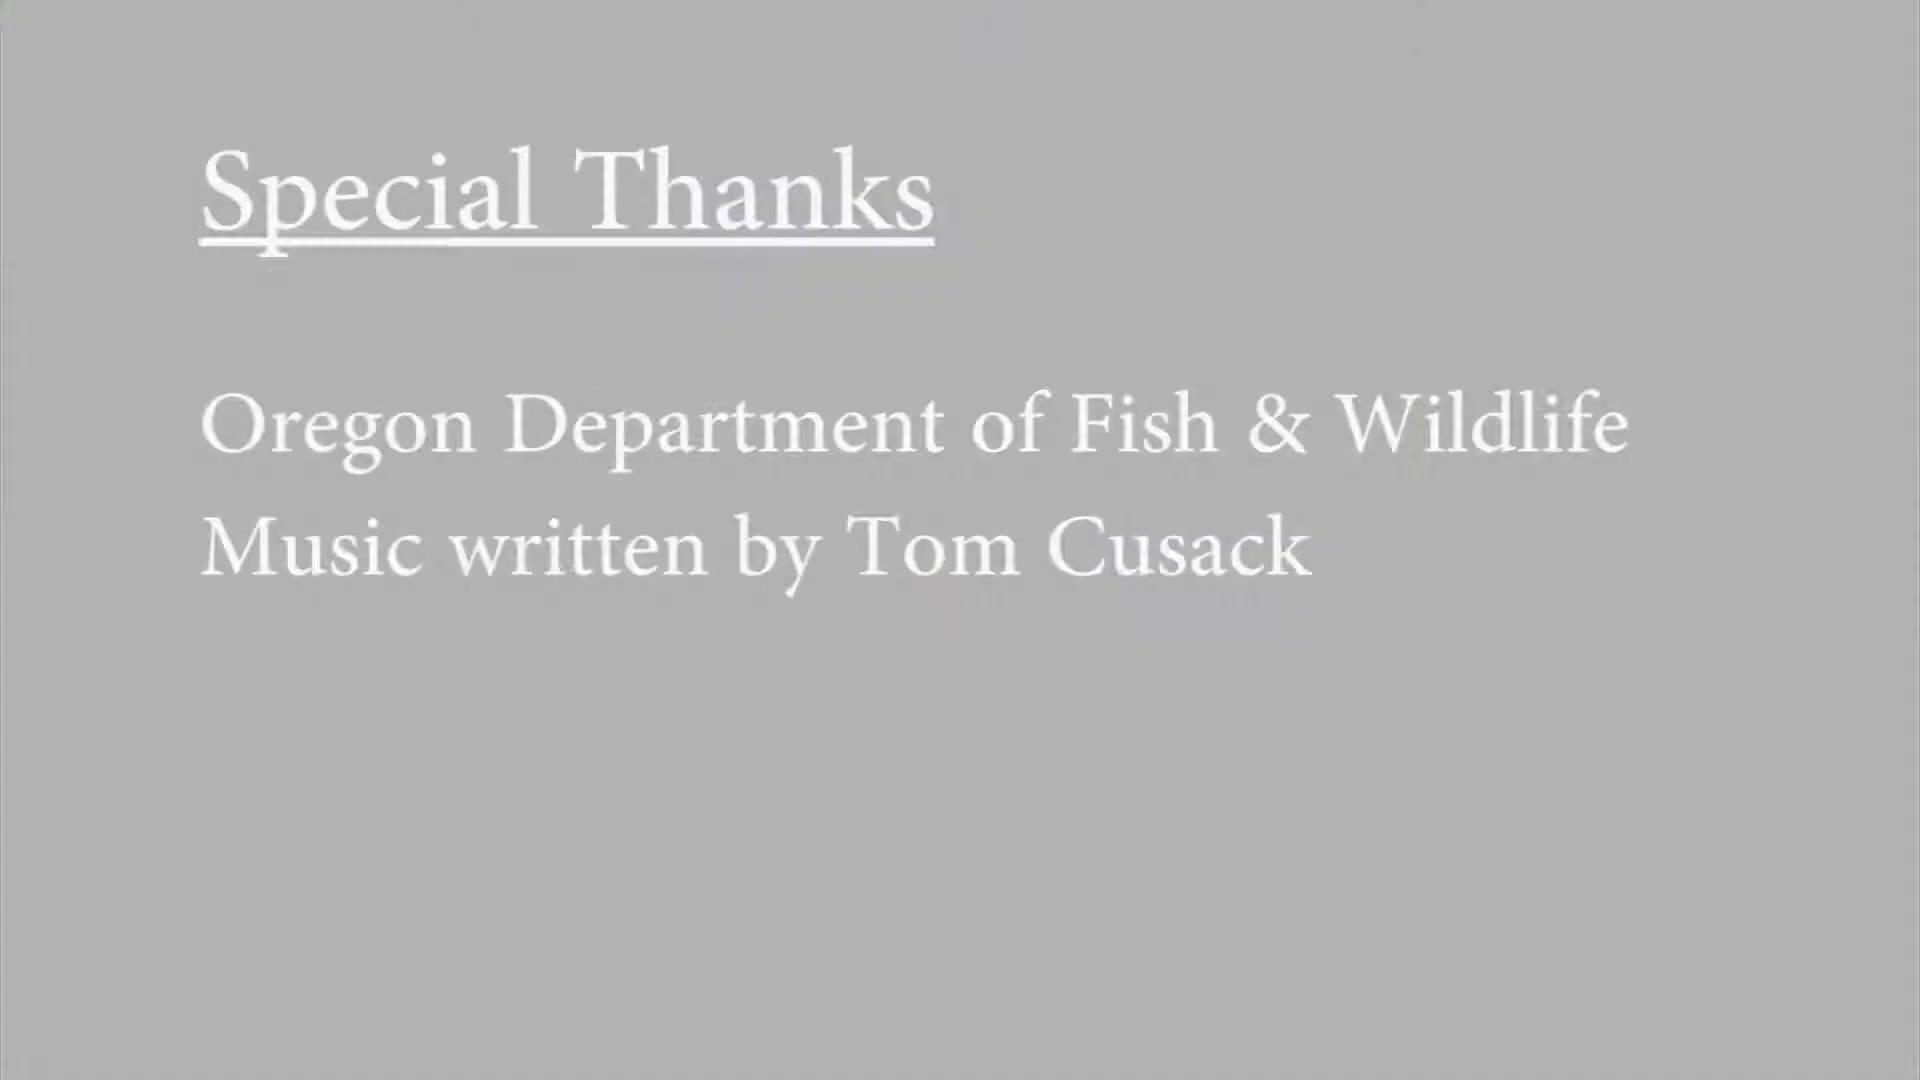 Special Thanks
Oregon Department of Fish & Wildlife
Music written by Tom Cusack